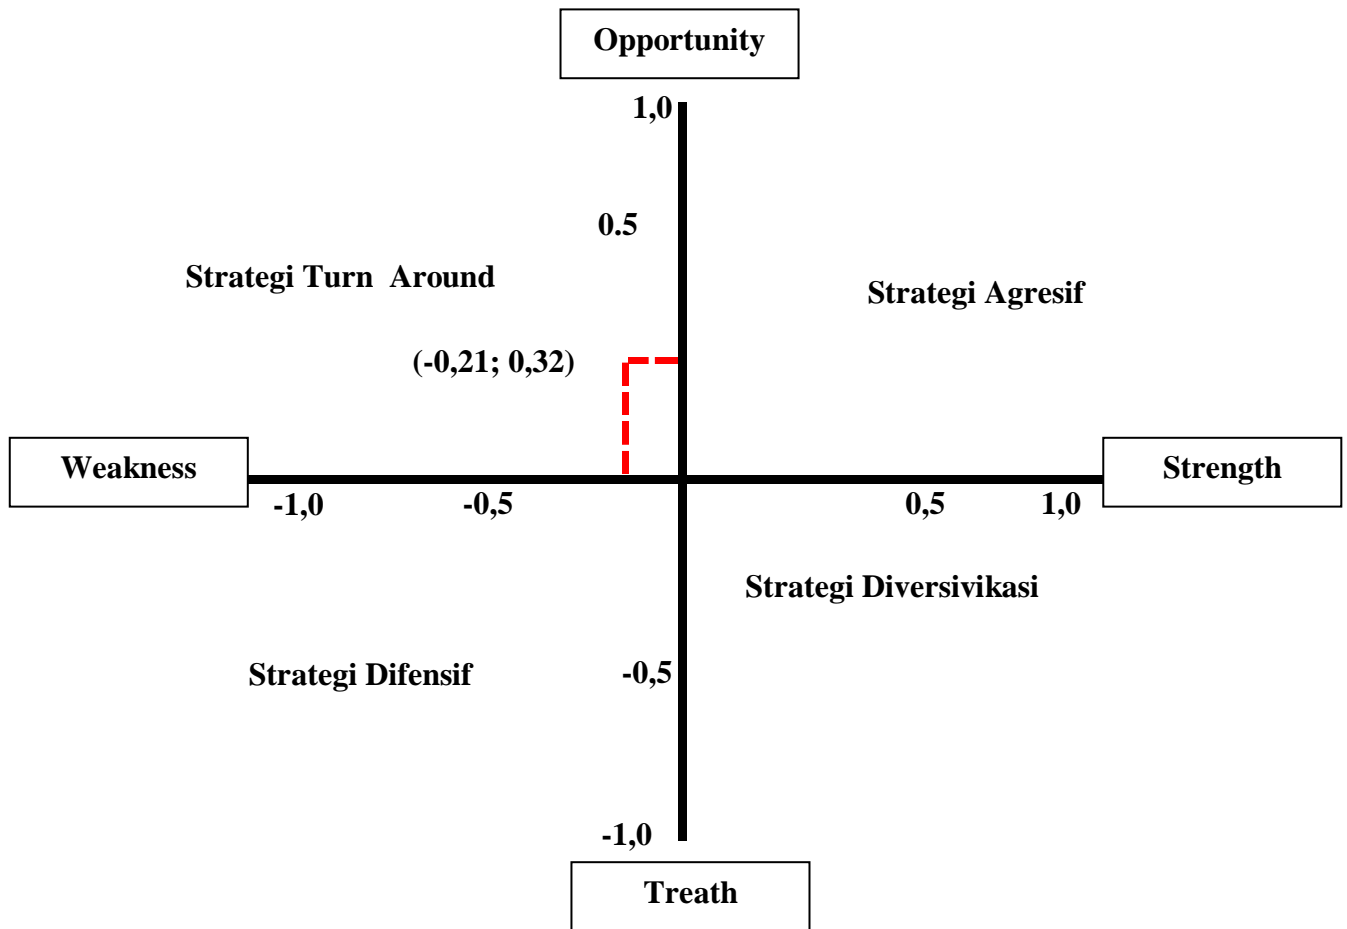 Opportunity
1,0
0.5
Strategi Turn Around
Strategi Agresif
(-0,21; 0,32)
Weakness
Strength
-1,0
-0,5
0,5
1,0
Strategi Diversivikasi
Strategi Difensif
-0,5
-1,0
Treath